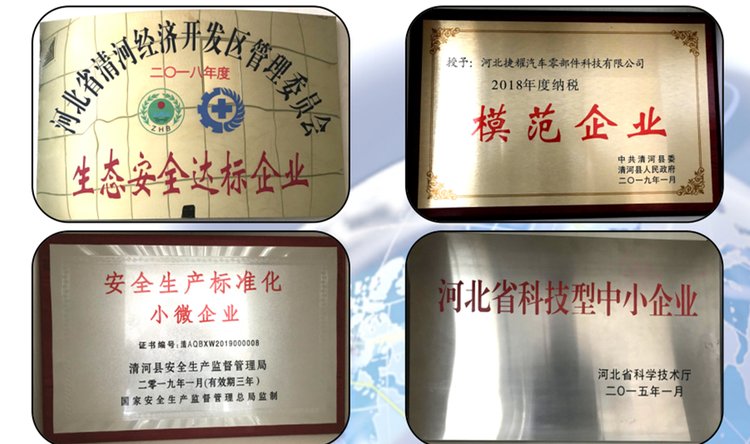 河北省清河经济开发区管理委员会
二〇一八年度
ZHB
生态安全达标企业
授予：河北捷耀汽车零部件科技有限公司
2018年度纳税
模范企业
中共清河县委
清河县人民政府
二〇一九年一月
安全生产标准化
小微企业
证书编号：清AQBXW2019000008
清河县安全生产监督管理局
二零一九年一月(有效期三年)
国家安全生产监督管理总局监制
河北省科技型中小企业
河北省科学技术厅
二〇一五年一月